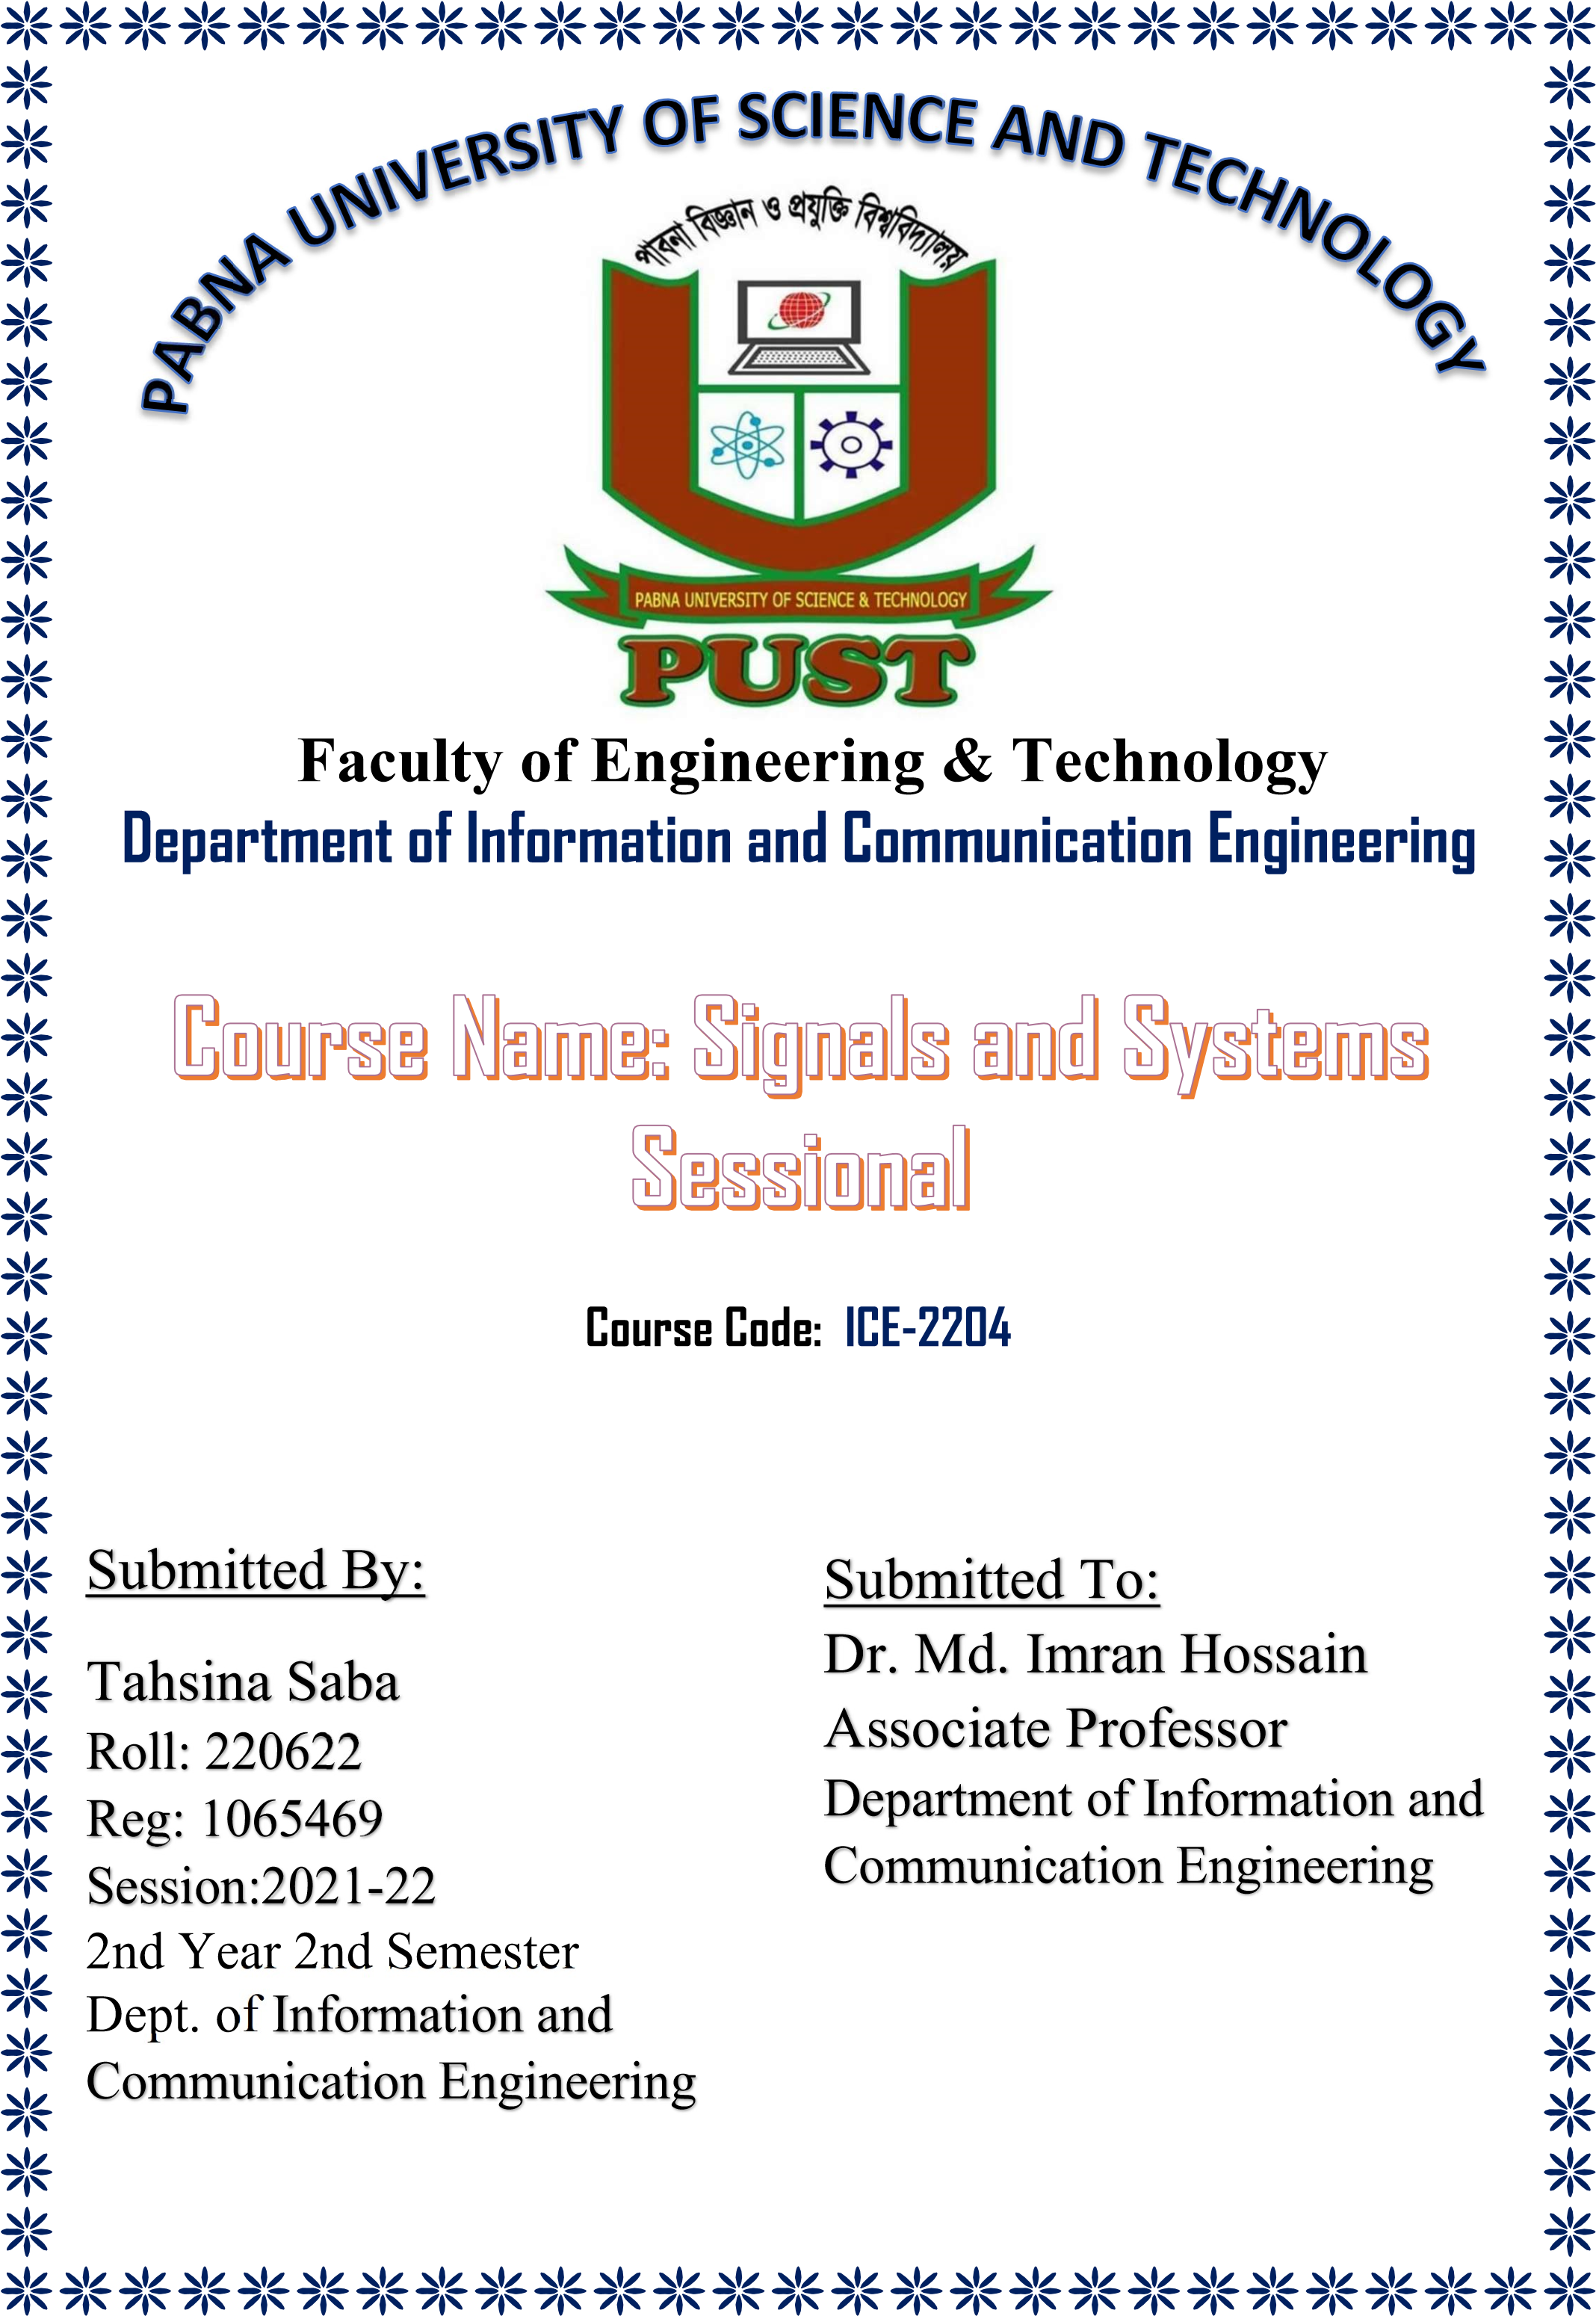 PABNA UNIVERSITY OF SCIENCE AND TECHNOLOGY
পাবনা বিজ্ঞান ও প্রযুক্তি বিশ্ববিদ্যালয়
PABNA UNIVERSITY OF SCIENCE & TECHNOLOGY
PUST
Faculty of Engineering & Technology
Department of Information and Communication Engineering
Course Name: Signals and Systems
Sessional
Course Code: ICE-2204
Submitted By:
Tahsina Saba
Roll: 220622
Reg: 1065469
Session:2021-22
2nd Year 2nd Semester
Dept. of Information and
Communication Engineering
Submitted To:
Dr. Md. Imran Hossain
Associate Professor
Department of Information and
Communication Engineering